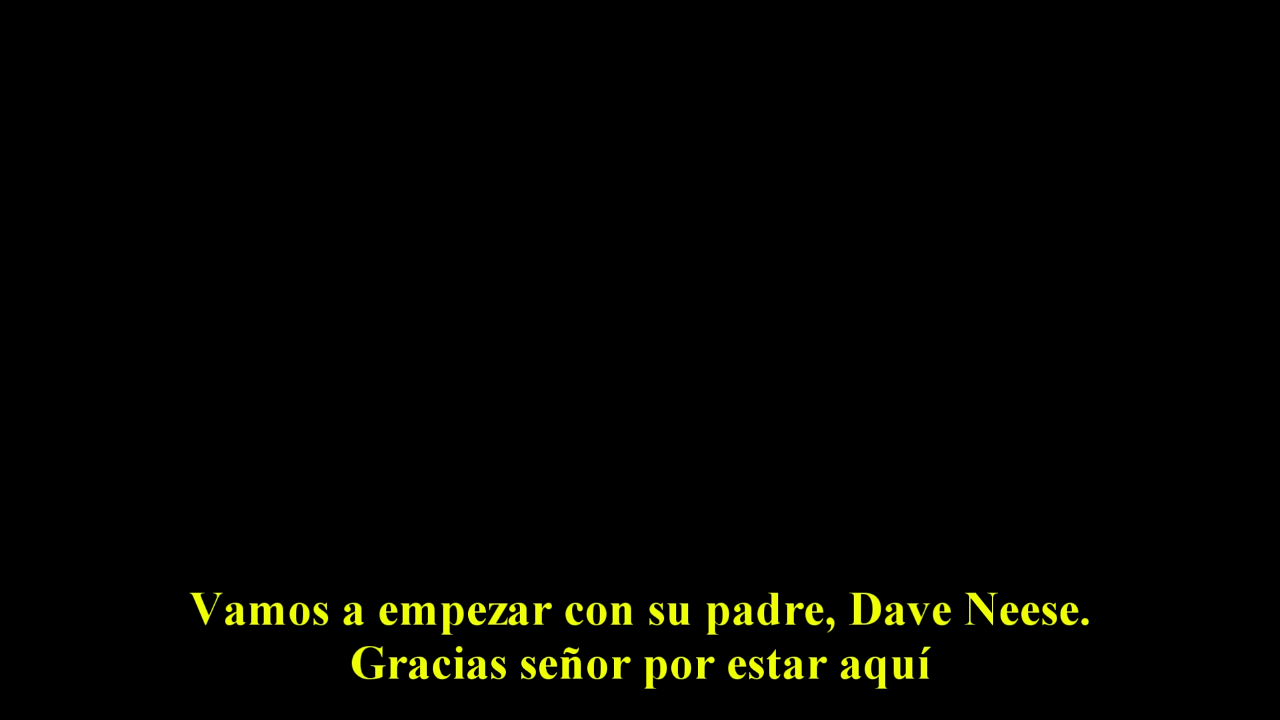 Vamos a empezar con su padre, Dave Neese.
Gracias señor por estar aquí